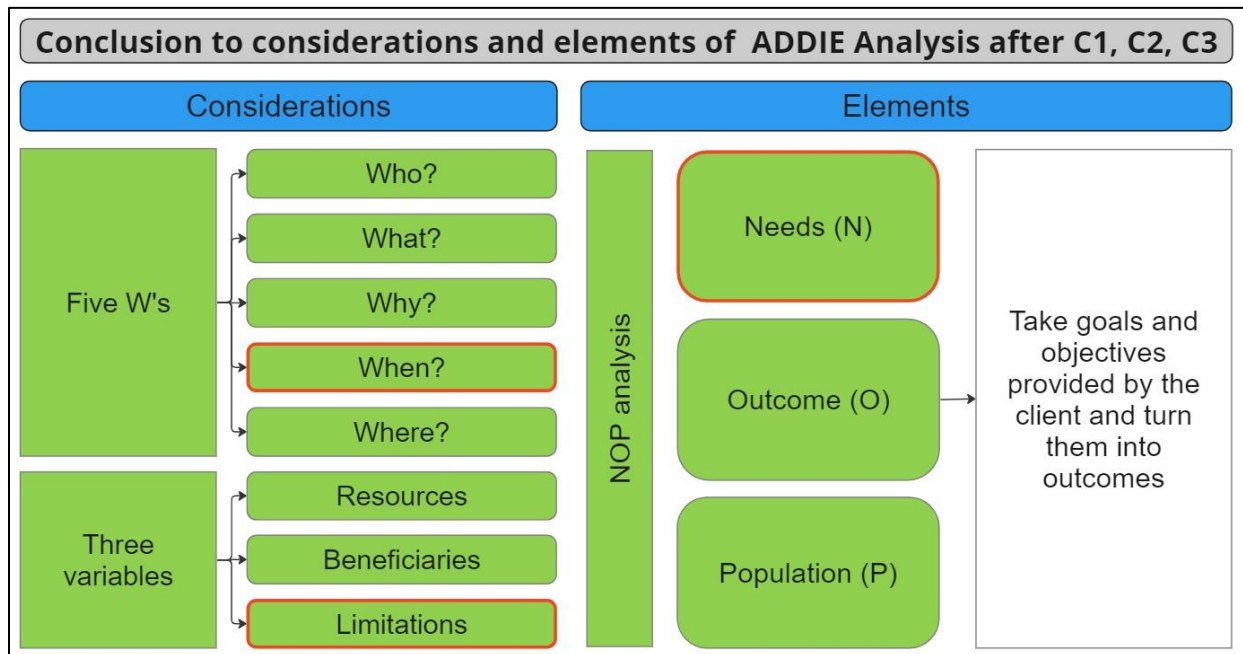 Conclusion to considerations and elements of ADDIE Analysis after C1, C2, C3
Considerations
Elements
Five W's
Who?
What?
Why?
When?
Where?
Three
variables
Resources
Beneficiaries
Limitations
NOP analysis
Needs (N)
Outcome (O)
Population (P)
Take goals and
objectives
provided by the
client and turn
them into
outcomes